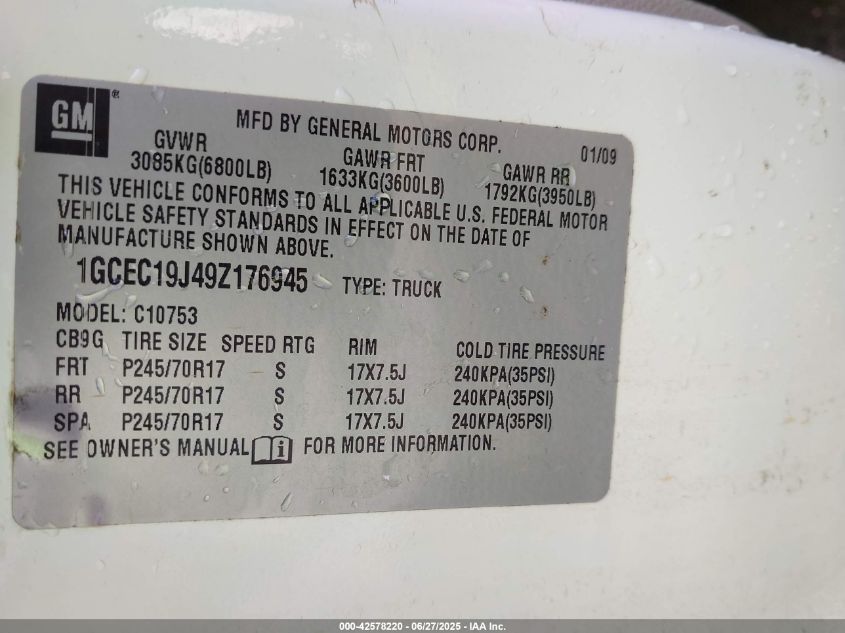 GM®
MFD BY GENERAL MOTORS CORP. 01/09
GVWR GAWR FRT GAWR RR
3085KG(6800LB) 1633KG(3600LB) 1792KG(3950LB)
THIS VEHICLE CONFORMS TO ALL APPLICABLE U.S. FEDERAL MOTOR
VEHICLE SAFETY STANDARDS IN EFFECT ON THE DATE OF
MANUFACTURE SHOWN ABOVE.
1GCEC19J49Z176945 TYPE: TRUCK
MODEL: C10753
CB9G TIRE SIZE SPEED RTG RIM COLD TIRE PRESSURE
FRT P245/70R17 S 17X7.5J 240KPA(35PSI)
RR P245/70R17 S 17X7.5J 240KPA(35PSI)
SPA P245/70R17 S 17X7.5J 240KPA(35PSI)
SEE OWNER'S MANUAL i FOR MORE INFORMATION.
000-42578220 - 06/27/2025 - IAA Inc.